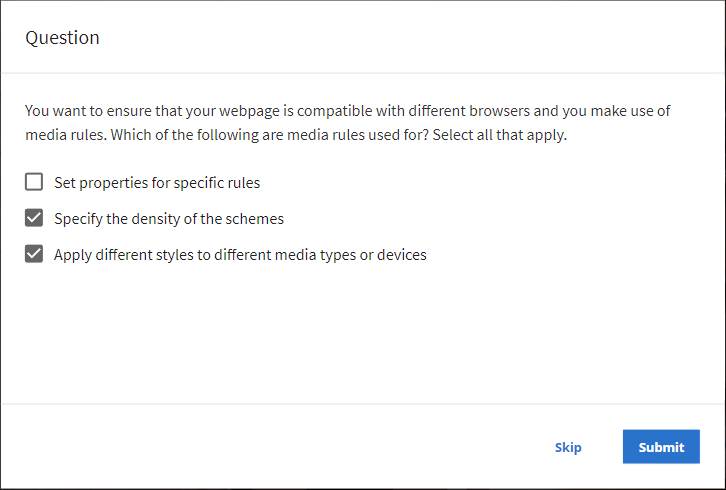 Question
You want to ensure that your webpage is compatible with different browsers and you make use of
media rules. Which of the following are media rules used for? Select all that apply.
Set properties for specific rules
Specify the density of the schemes
Apply different styles to different media types or devices
Skip
Submit